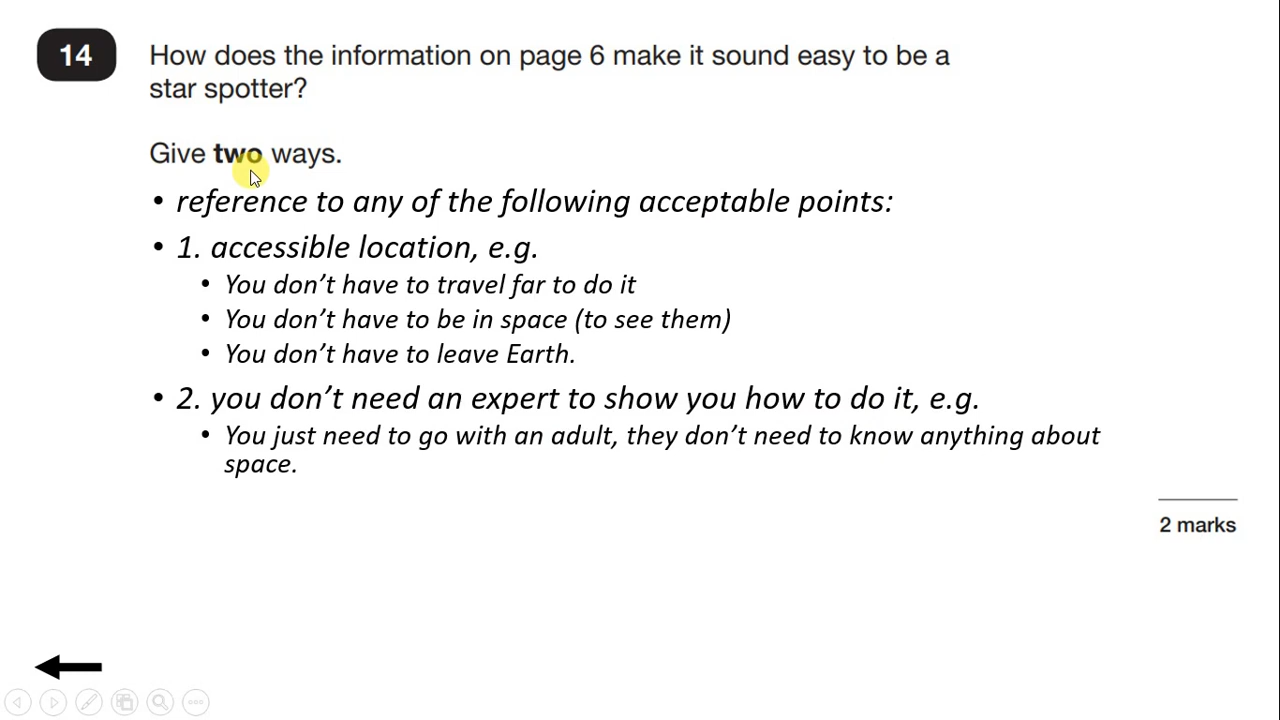 14
How does the information on page 6 make it sound easy to be a
star spotter?
Give two ways.
• reference to any of the following acceptable points:
• 1. accessible location, e.g.
• You don’t have to travel far to do it
• You don’t have to be in space (to see them)
• You don’t have to leave Earth.
• 2. you don’t need an expert to show you how to do it, e.g.
• You just need to go with an adult, they don’t need to know anything about
space.
2 marks